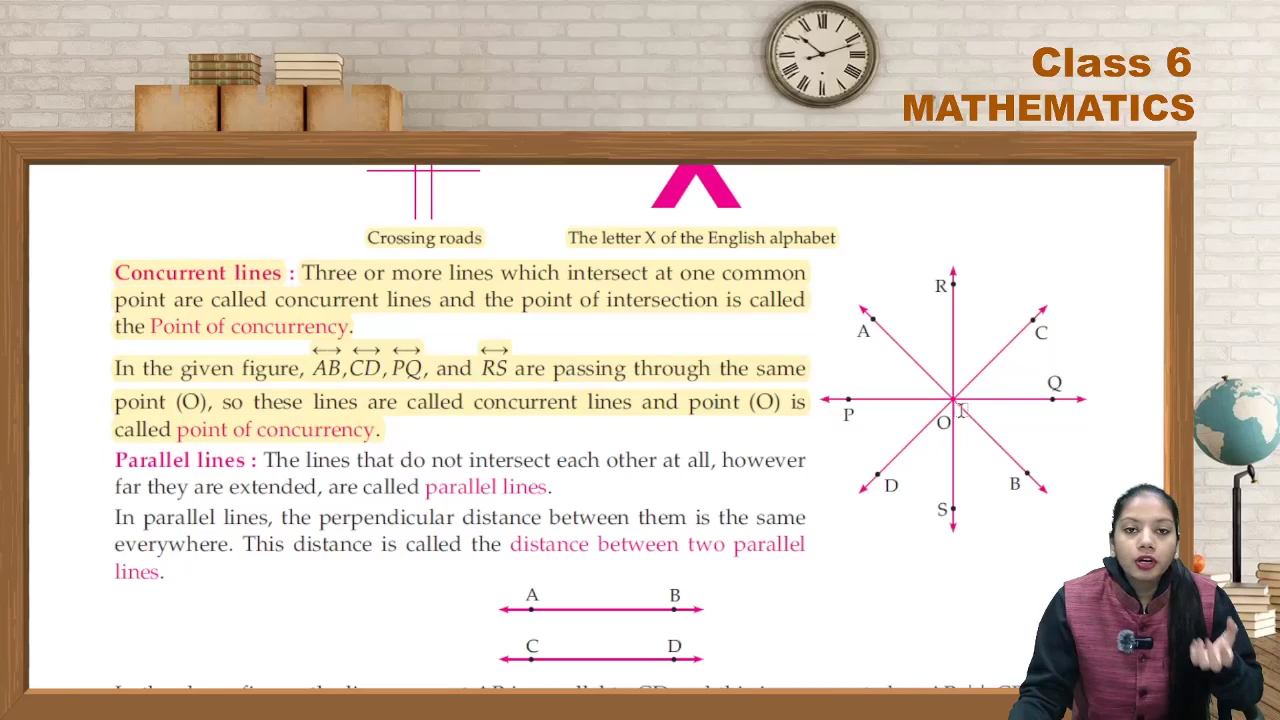 Class 6
MATHEMATICS
Crossing roads
The letter X of the English alphabet
Concurrent lines : Three or more lines which intersect at one common
point are called concurrent lines and the point of intersection is called
the Point of concurrency.
In the given figure, AB, CD, PQ, and RS are passing through the same
point (O), so these lines are called concurrent lines and point (O) is
called point of concurrency.
R
A
C
Q
P
O
D
B
S
Parallel lines : The lines that do not intersect each other at all, however
far they are extended, are called parallel lines.
In parallel lines, the perpendicular distance between them is the same
everywhere. This distance is called the distance between two parallel
lines.
A B
C D